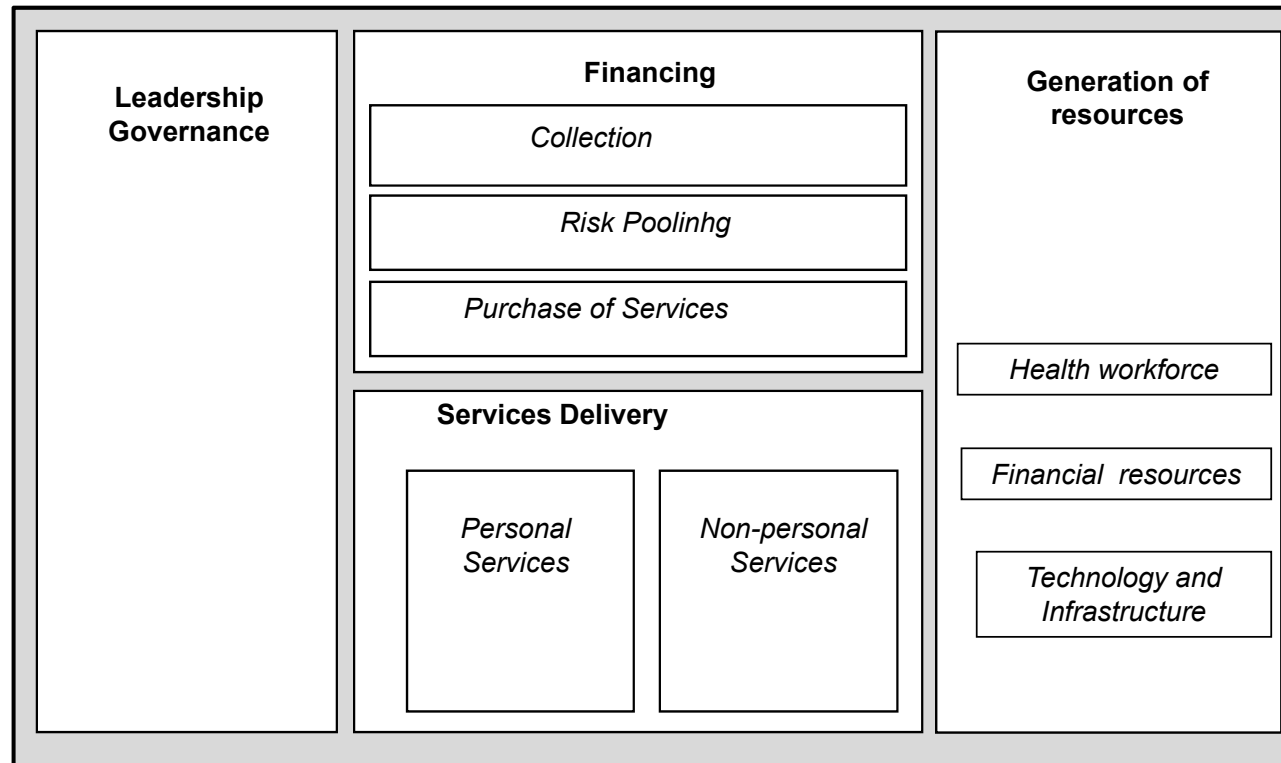 Leadership
Governance
Financing
Collection
Risk Poolinhg
Purchase of Services
Services Delivery
Personal
Services
Non-personal
Services
Generation of
resources
Health workforce
Financial  resources
Technology and
Infrastructure